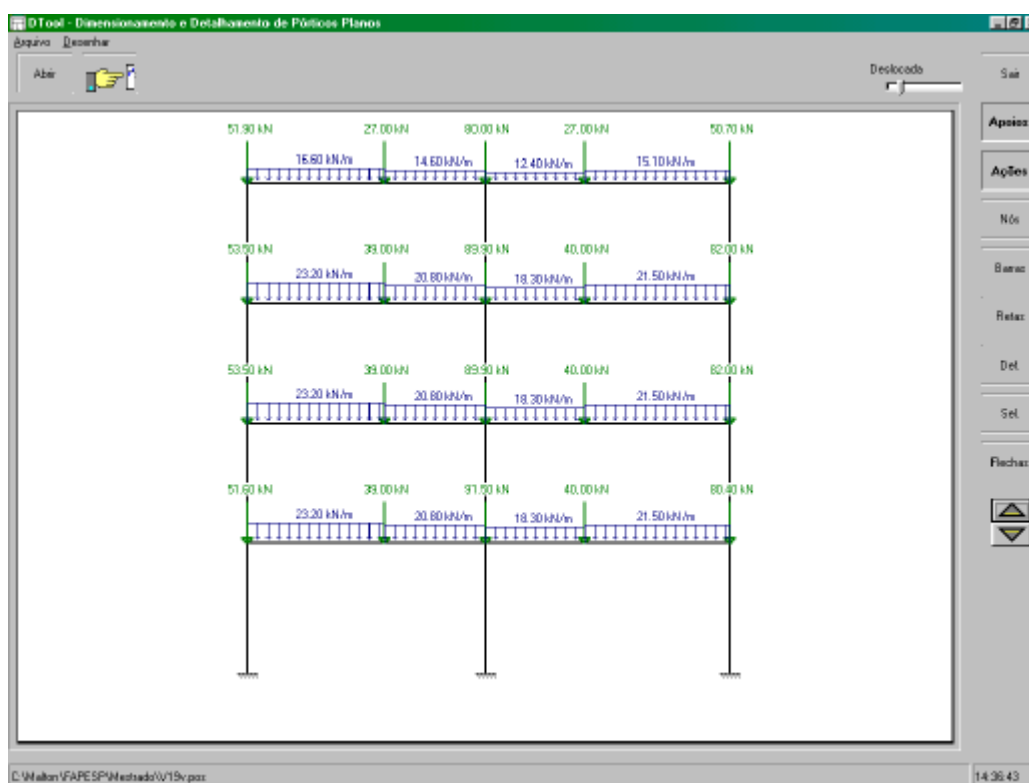 DTool - Dimensionamento e Detalhamento de Pórticos Planos
Arquivo Desenhar
Abrir
Deslocada
Sair
Apoios
Ações
Nós
Barras
Retas
Det.
Sel.
Flechas
51.90 kN 27.00 kN 80.00 kN 27.00 kN 50.70 kN
16.60 kN/m 14.60 kN/m 12.40 kN/m 15.10 kN/m
53.50 kN 39.00 kN 89.90 kN 40.00 kN 82.00 kN
23.20 kN/m 20.80 kN/m 18.30 kN/m 21.50 kN/m
53.50 kN 39.00 kN 89.90 kN 40.00 kN 82.00 kN
23.20 kN/m 20.80 kN/m 18.30 kN/m 21.50 kN/m
51.60 kN 39.00 kN 91.50 kN 40.00 kN 80.40 kN
23.20 kN/m 20.80 kN/m 18.30 kN/m 21.50 kN/m
C:\Walton\FAPESP\Mestrado\V19v.pos
14:36:43